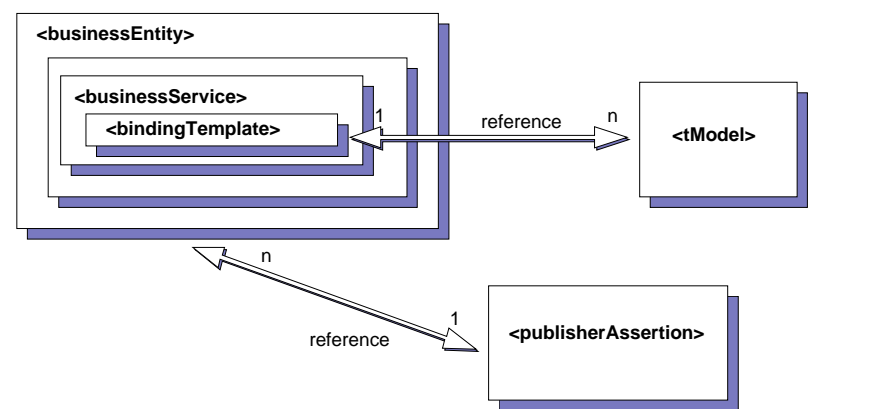 <businessEntity>
<businessService>
<bindingTemplate>
1
reference
n
<tModel>
n
reference
1
<publisherAssertion>